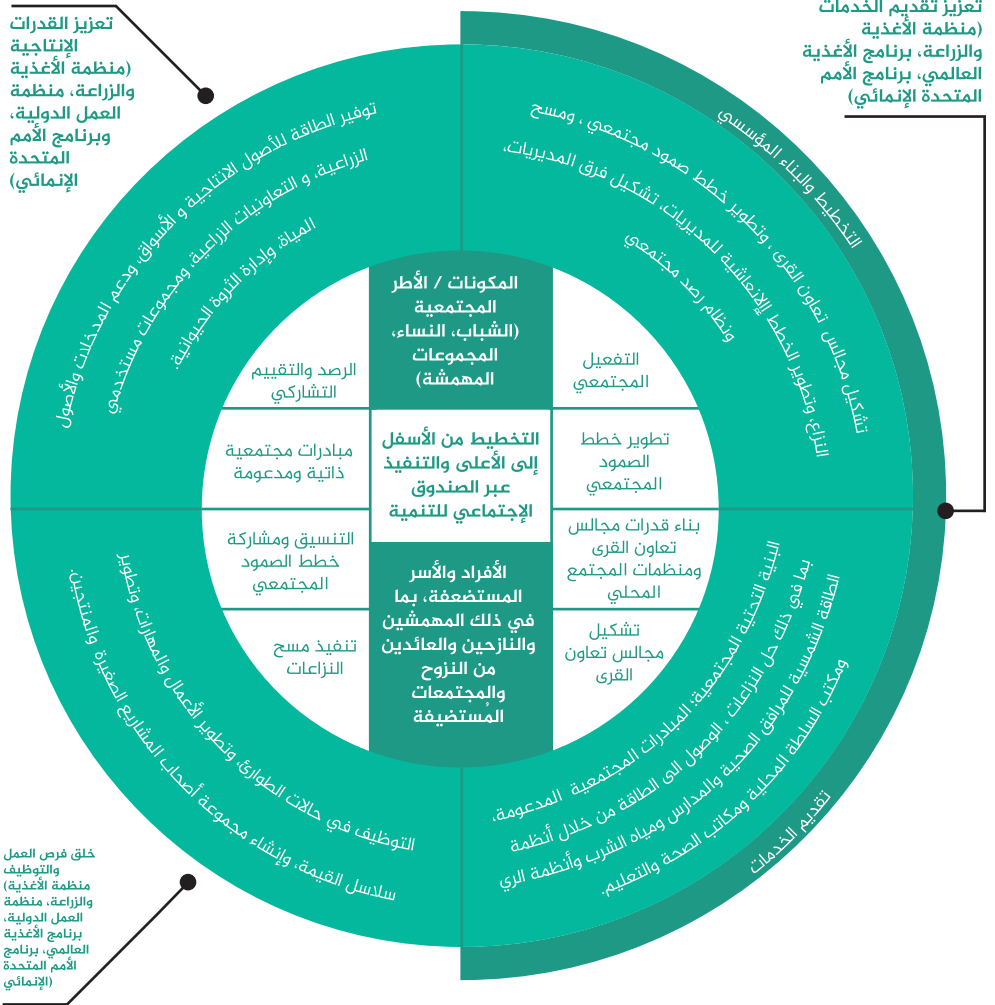 تعزيز تقديم الخدمات
(منظمة الأغذية
والزراعة، برنامج الأغذية
العالمي، برنامج الأمم
المتحدة الإنمائي)
تعزيز القدرات
الإنتاجية
(منظمة الأغذية
والزراعة، منظمة
العمل الدولية،
وبرنامج الأمم
المتحدة
الإنمائي)
التخطيط والبناء المؤسسي
تشكيل مجالس تعاون القرى ، وتطوير خطط صمود مجتمعي ، ومسح
النزاع، وتطوير الخطط الإنعاشية للمديريات، تشكيل فرق المديريات،
ونظام رصد مجتمعي
توفير الطاقة للأصول الانتاجية و الأسواق، ودعم المدخلات والأصول
الزراعية، و التعاونيات الزراعية، ومجموعات مستخدمي
المياة، وإدارة الثروة الحيوانية.
المكونات / الأطر
المجتمعية
(الشباب، النساء،
المجموعات
المهمشة)
التفعيل
المجتمعي
الرصد والتقييم
التشاركي
تطوير خطط
الصمود
المجتمعي
التخطيط من الأسفل
إلى الأعلى والتنفيذ
عبر الصندوق
الإجتماعي للتنمية
مبادرات مجتمعية
ذاتية ومدعومة
بناء قدرات مجالس
تعاون القرى
ومنظمات المجتمع
المحلي
التنسيق ومشاركة
خطط الصمود
المجتمعي
الأفراد والأسر
المستضعفة، بما
في ذلك المهمشين
والنازحين والعائدين
من النزوح
والمجتمعات
المُستضيفة
تشكيل
مجالس تعاون
القرى
تنفيذ مسح
النزاعات
البنية التحتية المجتمعية: المبادرات المجتمعية المدعومة،
بما في ذلك حل النزاعات ، الوصول الى الطاقة من خلال أنظمة
الطاقة الشمسية للمرافق الصحية والمدارس ومياه الشرب وأنظمة الري
ومكتب السلطة المحلية ومكاتب الصحة والتعليم.
تقديم الخدمات
التوظيف في حالات الطوارئ، وتطوير الأعمال والمهارات، وتطوير
سلاسل القيمة، وإنشاء مجموعة أصحاب المشاريع الصغيرة والمنتجين.
خلق فرص العمل
والتوظيف
(منظمة الأغذية
والزراعة، منظمة
العمل الدولية،
برنامج الأغذية
العالمي، برنامج
الأمم المتحدة
الإنمائي)